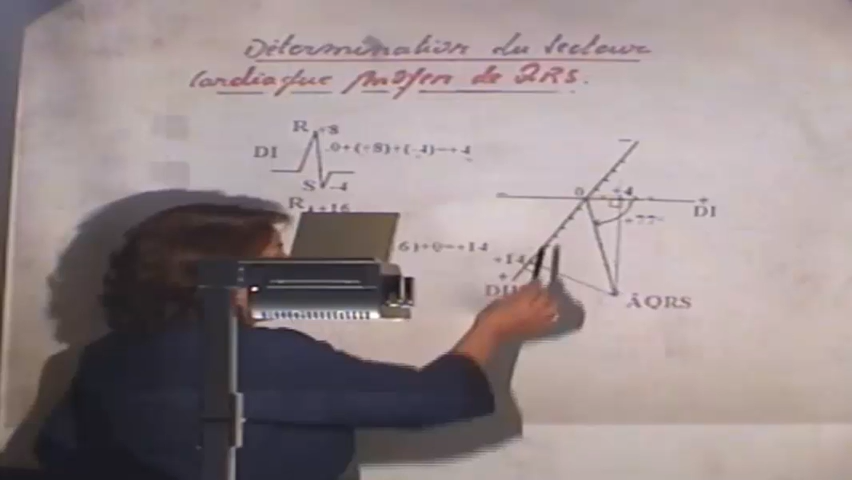 Détermination du secteur
Cardiaque moyen de QRS.
R +8
DI 0+(+8)+(-4)=+4
S -4
R +16
6)+0=+14
0 +4
+
DI
+77°
+14
+
DIII
ÂQRS